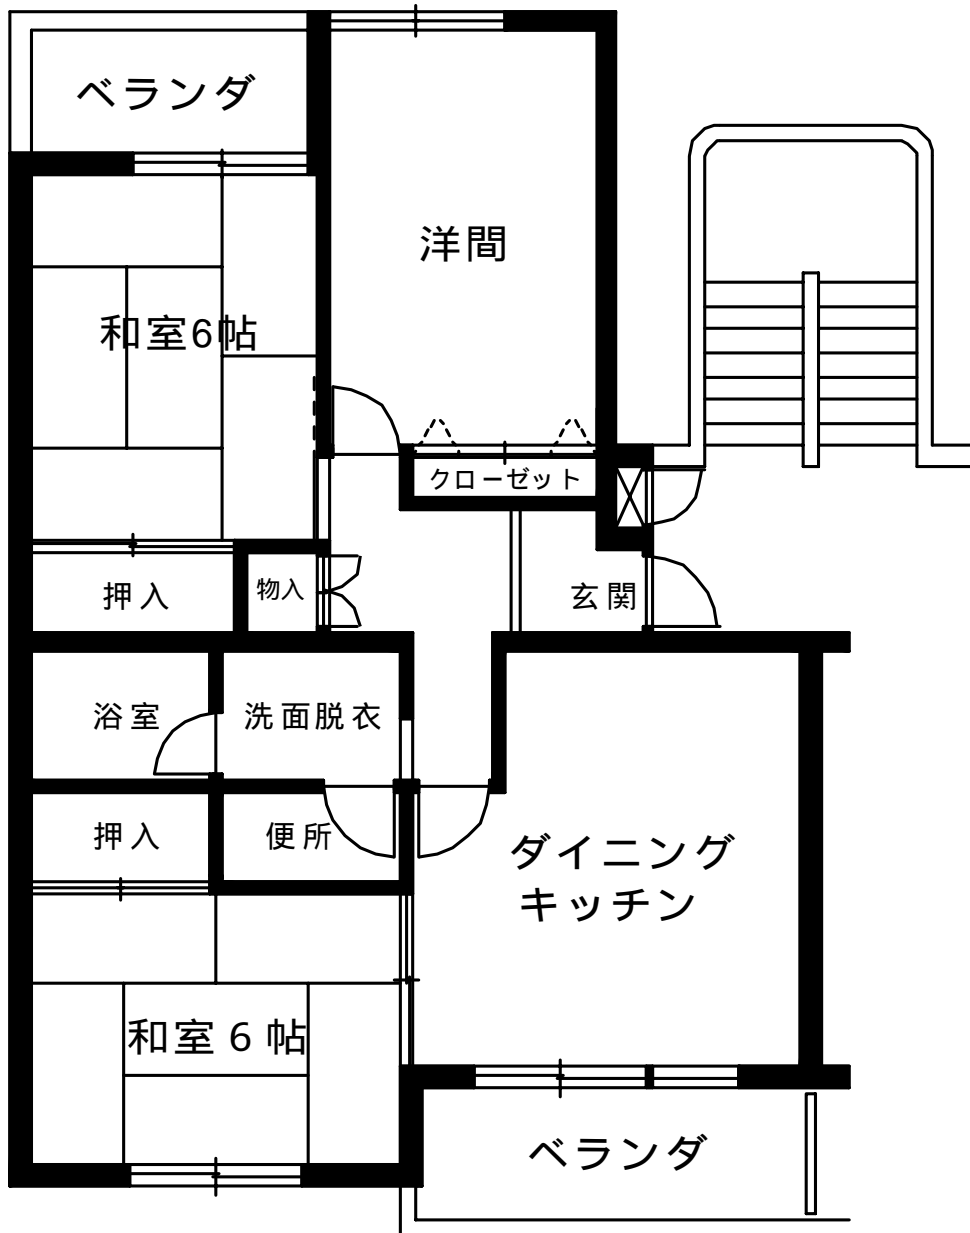 ベランダ
洋間
和室6帖
クローゼット
押入
物入
玄関
浴室
洗面脱衣
押入
便所
ダイニング
キッチン
和室６帖
ベランダ